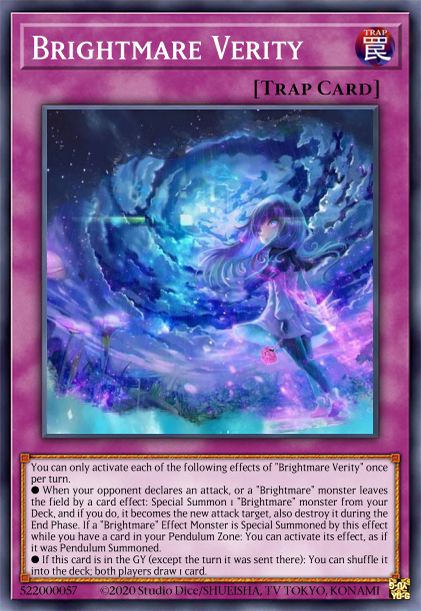 Brightmare Verity
TRAP
罠
[Trap Card]
You can only activate each of the following effects of "Brightmare Verity" once
per turn.
● When your opponent declares an attack, or a "Brightmare" monster leaves
the field by a card effect: Special Summon 1 "Brightmare" monster from your
Deck, and if you do, it becomes the new attack target, also destroy it during the
End Phase. If a "Brightmare" Effect Monster is Special Summoned by this effect
while you have a card in your Pendulum Zone: You can activate its effect, as if
it was Pendulum Summoned.
● If this card is in the GY (except the turn it was sent there): You can shuffle it
into the deck; both players draw 1 card.
522000057 ©2020 Studio Dice/SHUEISHA, TV TOKYO, KONAMI